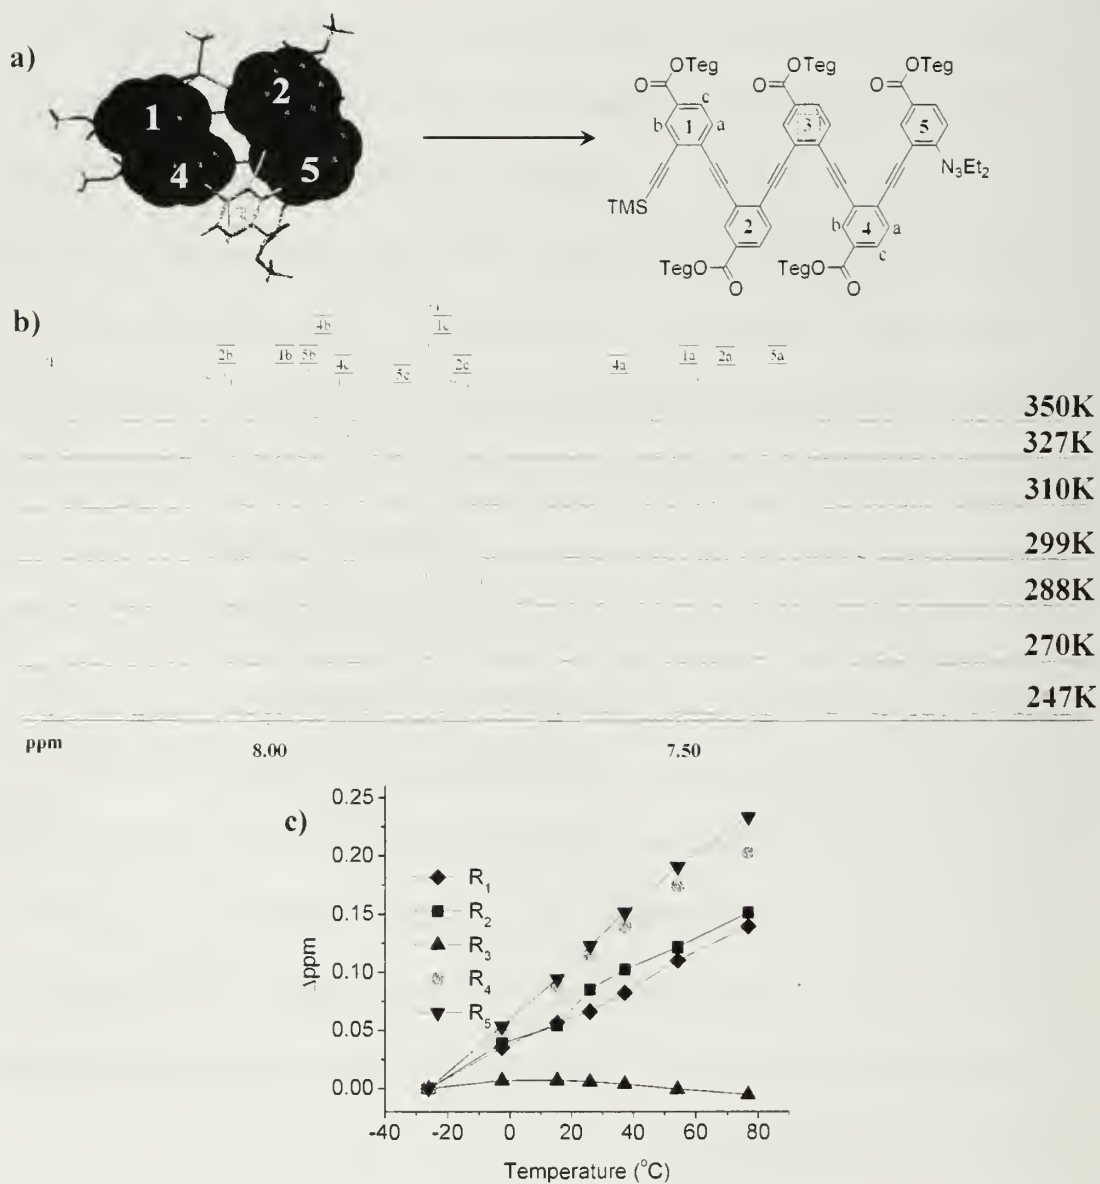 a)
1
2
4
5
OTeg
OTeg
OTeg
O
O
O
c
b
1
a
3
5
N₃Et₂
TMS
2
b
4
a
c
TegO
TegO
O
O
b)
4b
1c
2b
1b
5b
4c
5c
2c
4a
1a
2a
5a
350K
327K
310K
299K
288K
270K
247K
ppm
8.00
7.50
c)
0.25
0.20
0.15
0.10
0.05
0.00
Δppm
R₁
R₂
R₃
R₄
R₅
-40
0
20
40
60
80
Temperature (°C)